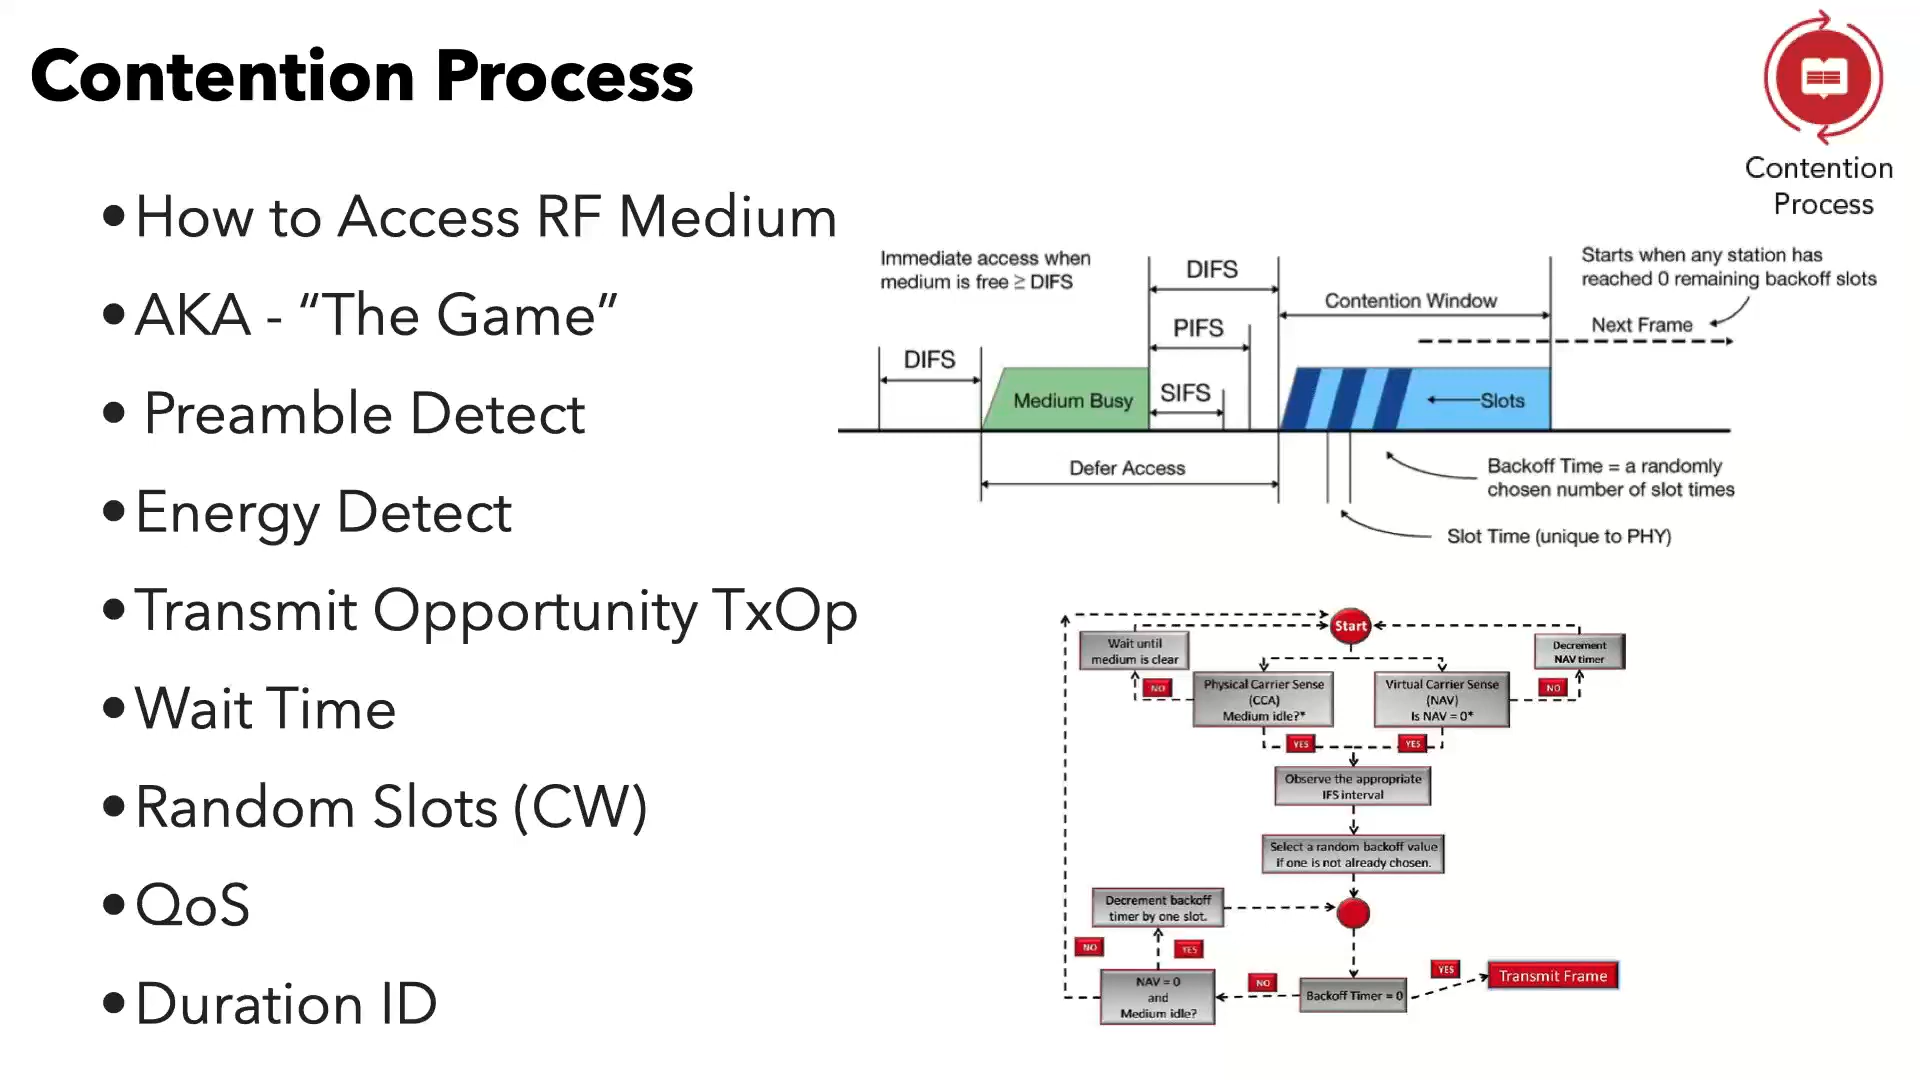 Contention Process
Contention
Process
•How to Access RF Medium
•AKA - “The Game”
• Preamble Detect
•Energy Detect
•Transmit Opportunity TxOp
•Wait Time
•Random Slots (CW)
•QoS
•Duration ID
Immediate access when
medium is free ≥ DIFS
DIFS
Contention Window
Starts when any station has
reached 0 remaining backoff slots
Next Frame
PIFS
DIFS
SIFS
Medium Busy
Slots
Defer Access
Backoff Time = a randomly
chosen number of slot times
Slot Time (unique to PHY)
Start
Wait until
medium is clear
Decrement
NAV timer
NO
Physical Carrier Sense
(CCA)
Medium idle?*
Virtual Carrier Sense
(NAV)
Is NAV = 0*
NO
YES
YES
Observe the appropriate
IFS interval
Select a random backoff value
if one is not already chosen.
Decrement backoff
timer by one slot.
NO
YES
NAV = 0
and
Medium idle?
NO
Backoff Timer = 0
YES
Transmit Frame